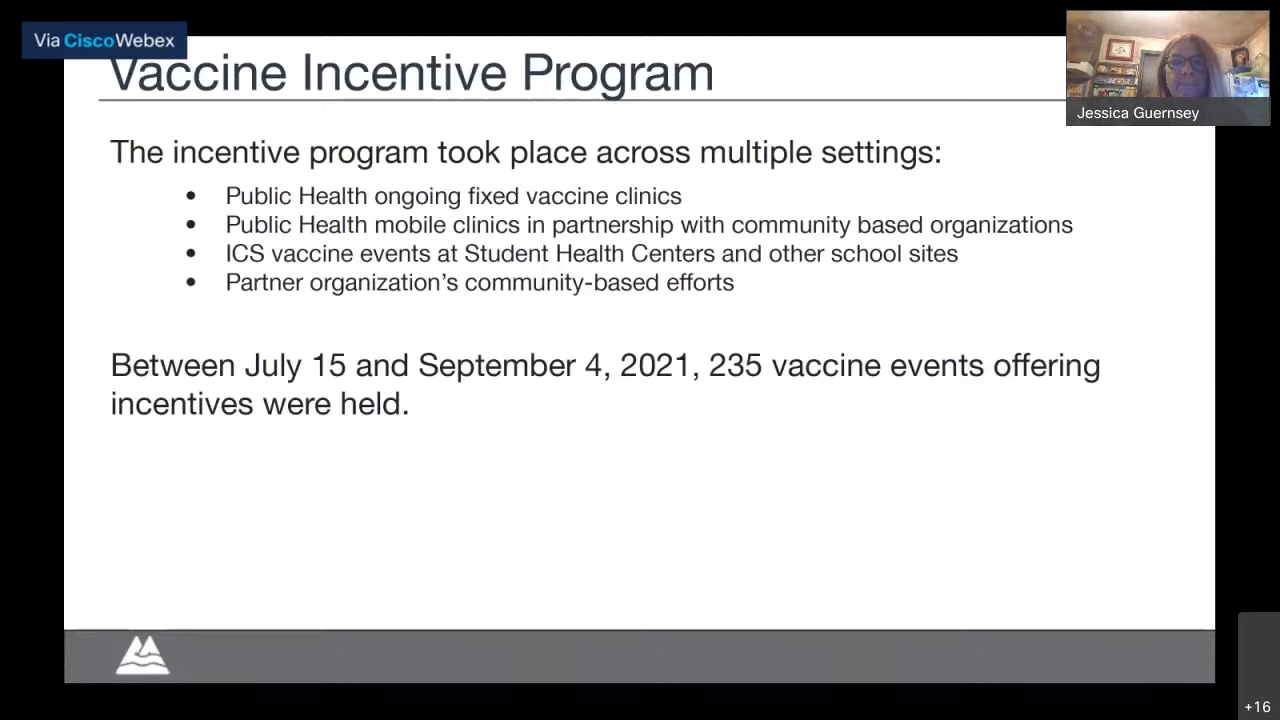 Via CiscoWebex
Vaccine Incentive Program
Jessica Guernsey
The incentive program took place across multiple settings:
• Public Health ongoing fixed vaccine clinics
• Public Health mobile clinics in partnership with community based organizations
• ICS vaccine events at Student Health Centers and other school sites
• Partner organization’s community-based efforts
Between July 15 and September 4, 2021, 235 vaccine events offering
incentives were held.
+16